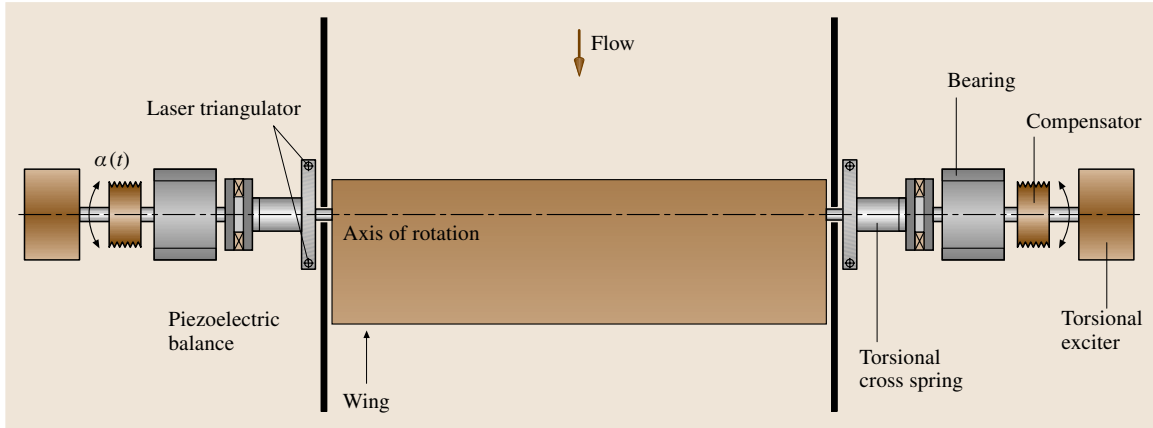 Flow
Bearing
Laser triangulator
Compensator
α(t)
Axis of rotation
Piezoelectric
balance
Torsional
exciter
Torsional
cross spring
Wing